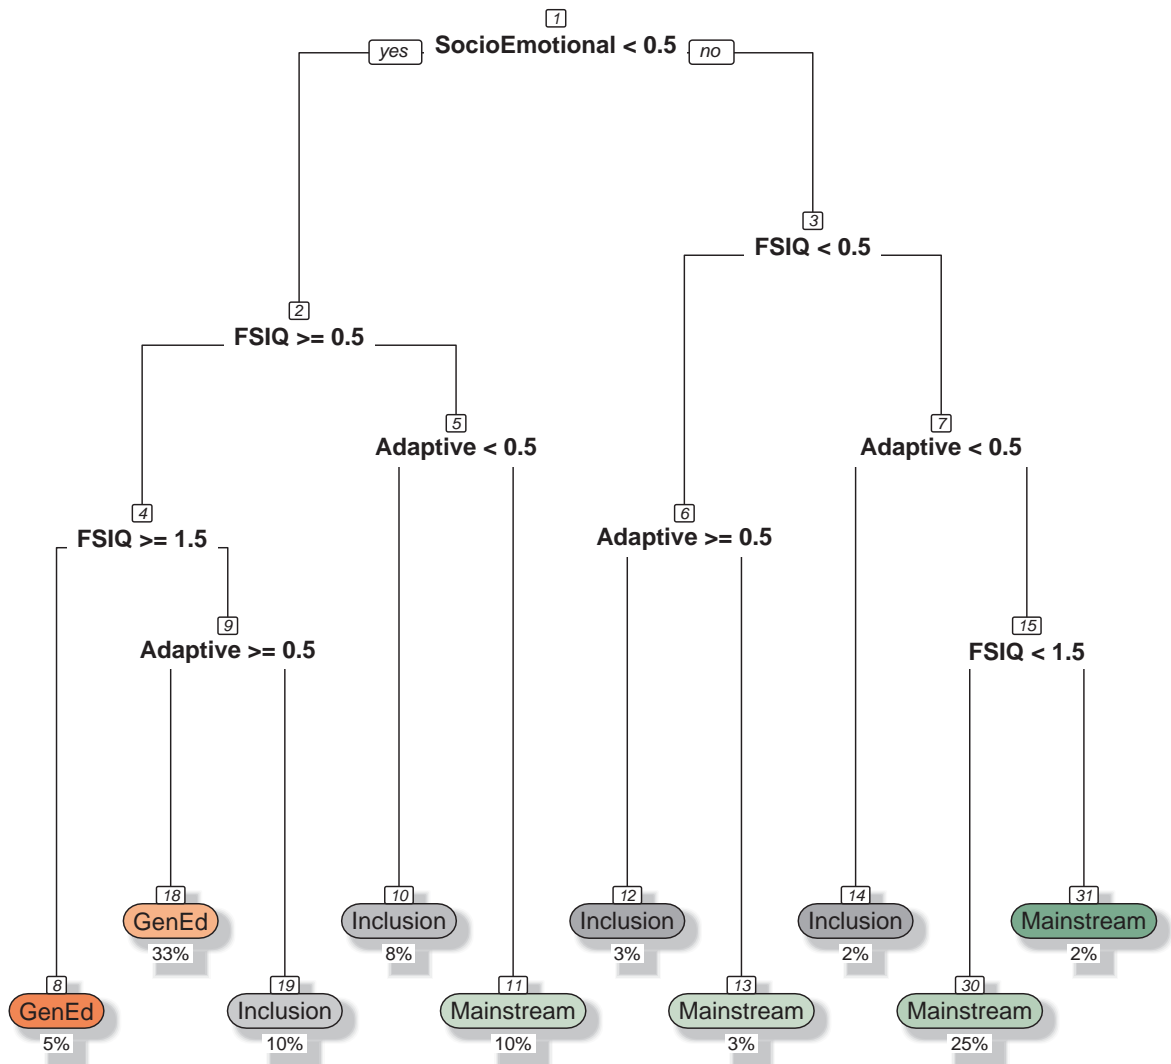 1
SocioEmotional < 0.5
yes
no
3
FSIQ < 0.5
2
FSIQ >= 0.5
5
Adaptive < 0.5
7
Adaptive < 0.5
4
FSIQ >= 1.5
6
Adaptive >= 0.5
9
Adaptive >= 0.5
15
FSIQ < 1.5
18
GenEd
33%
10
Inclusion
8%
12
Inclusion
3%
14
Inclusion
2%
31
Mainstream
2%
8
GenEd
5%
19
Inclusion
10%
11
Mainstream
10%
13
Mainstream
3%
30
Mainstream
25%